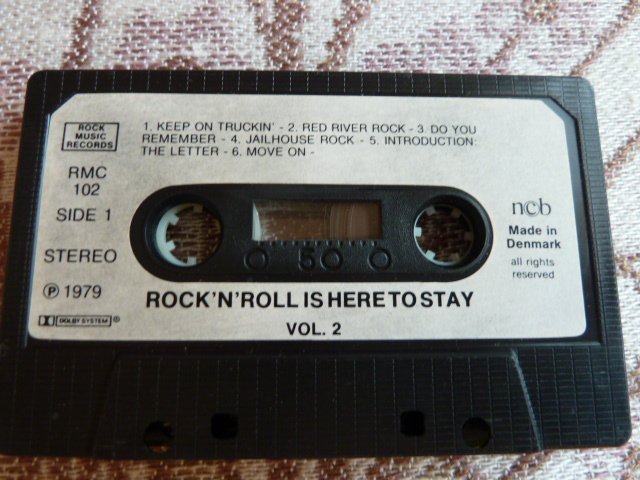 ROCK
MUSIC
RECORDS
1. KEEP ON TRUCKIN' - 2. RED RIVER ROCK - 3. DO YOU
REMEMBER - 4. JAILHOUSE ROCK - 5. INTRODUCTION:
THE LETTER - 6. MOVE ON -
RMC
102
SIDE 1
STEREO
Ⓟ 1979
DOLBY SYSTEM ®
50
ncb
Made in
Denmark
all rights
reserved
ROCK'N'ROLL IS HERE TO STAY
VOL. 2